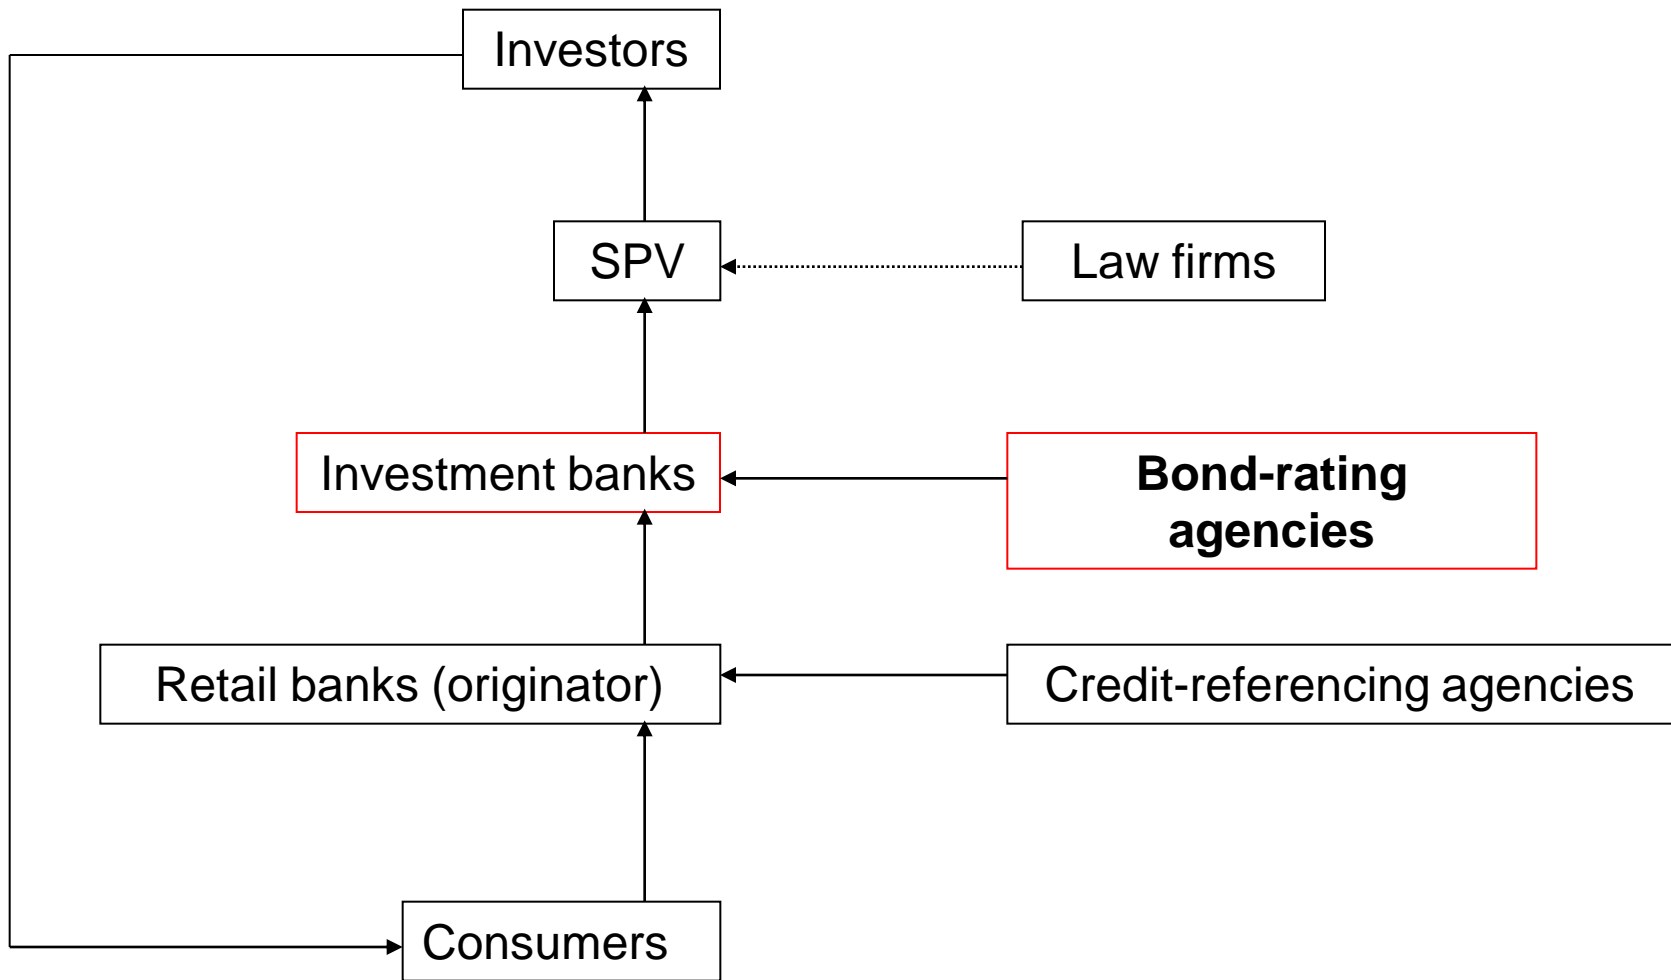 Investors
SPV
Law firms
Investment banks
Bond-rating
agencies
Retail banks (originator)
Credit-referencing agencies
Consumers